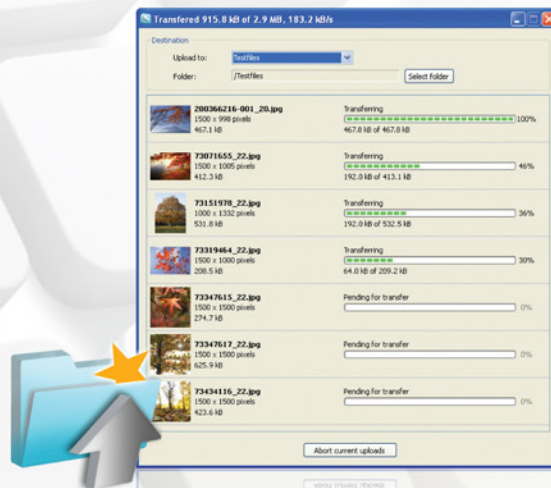 Transfered 915.8 kB of 2.9 MB, 183.2 kB/s
Destination
Upload to: Testfiles
Folder: /Testfiles Select folder
200366216-001_20.jpg Transferring
1500 x 998 pixels 100%
467.1 kB 467.8 kB of 467.8 kB
73071655_22.jpg Transferring
1500 x 1005 pixels 46%
412.3 kB 192.0 kB of 413.1 kB
73151978_22.jpg Transferring
1000 x 1332 pixels 36%
531.8 kB 192.0 kB of 532.5 kB
73319464_22.jpg Transferring
1500 x 1000 pixels 30%
208.5 kB 64.0 kB of 209.2 kB
73347615_22.jpg Pending for transfer
1500 x 1500 pixels 0%
274.7 kB
73347617_22.jpg Pending for transfer
1500 x 1500 pixels 0%
625.9 kB
73434116_22.jpg Pending for transfer
1500 x 1500 pixels 0%
423.6 kB
Abort current uploads